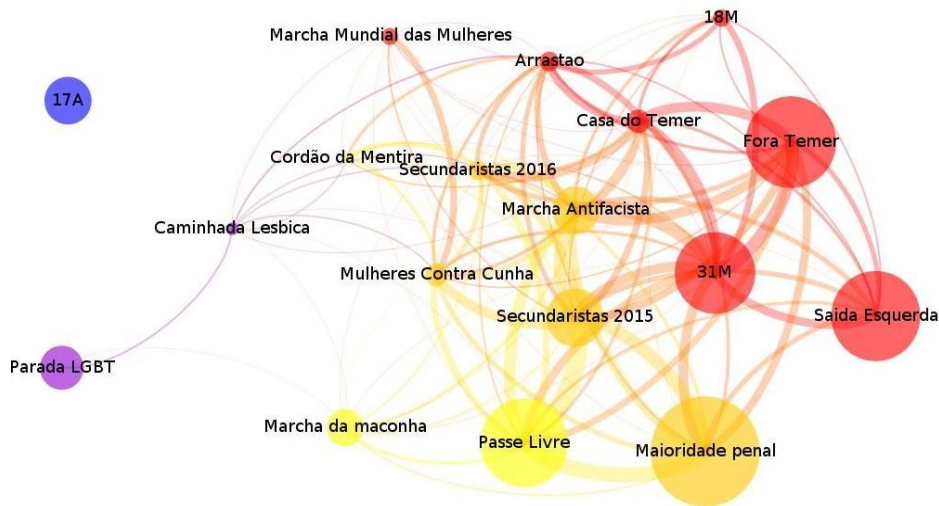 18M
Marcha Mundial das Mulheres
Arrastao
17A
Casa do Temer
Fora Temer
Cordão da Mentira
Secundaristas 2016
Marcha Antifacista
Caminhada Lesbica
Mulheres Contra Cunha
31M
Secundaristas 2015
Saida Esquerda
Parada LGBT
Marcha da maconha
Passe Livre
Maioridade penal